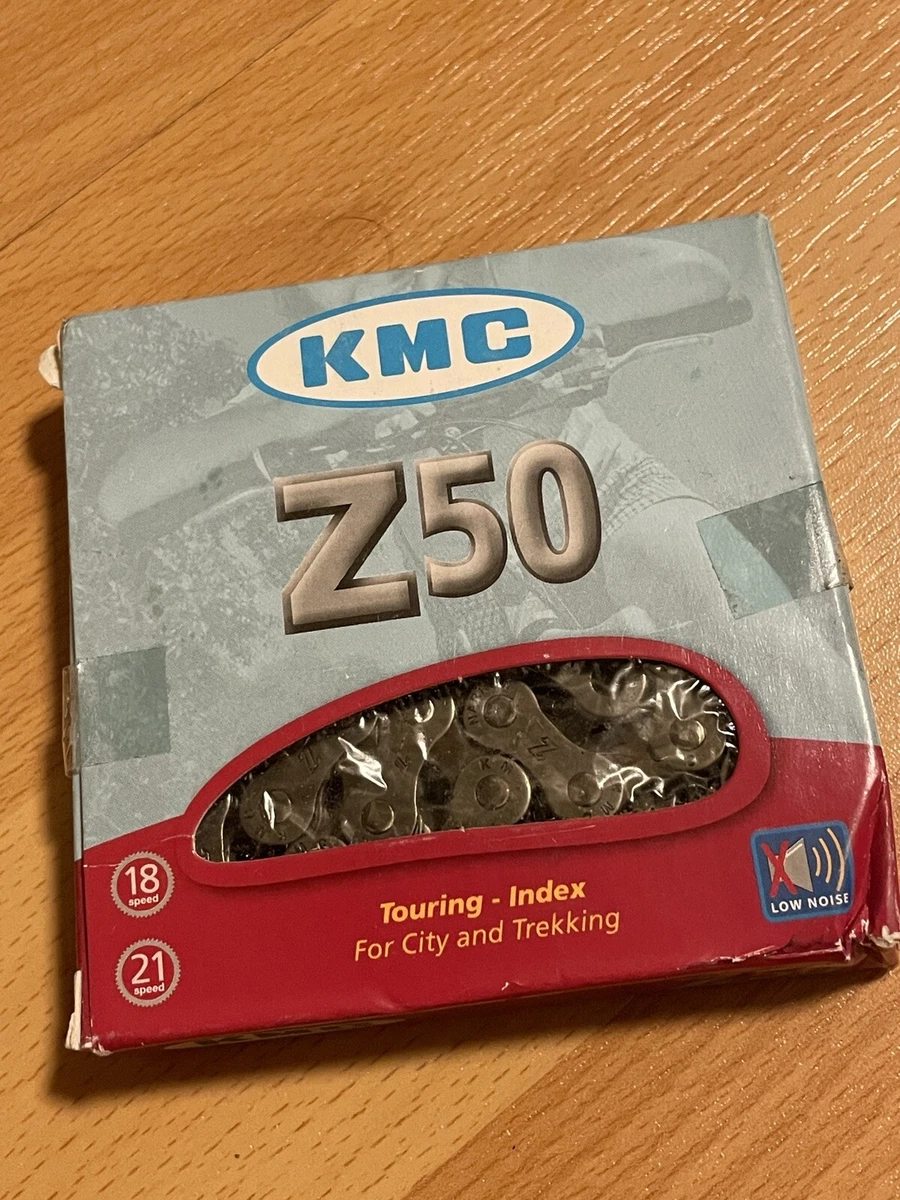 KMC
Z50
Touring - Index
For City and Trekking
18
speed
21
speed
LOW NOISE